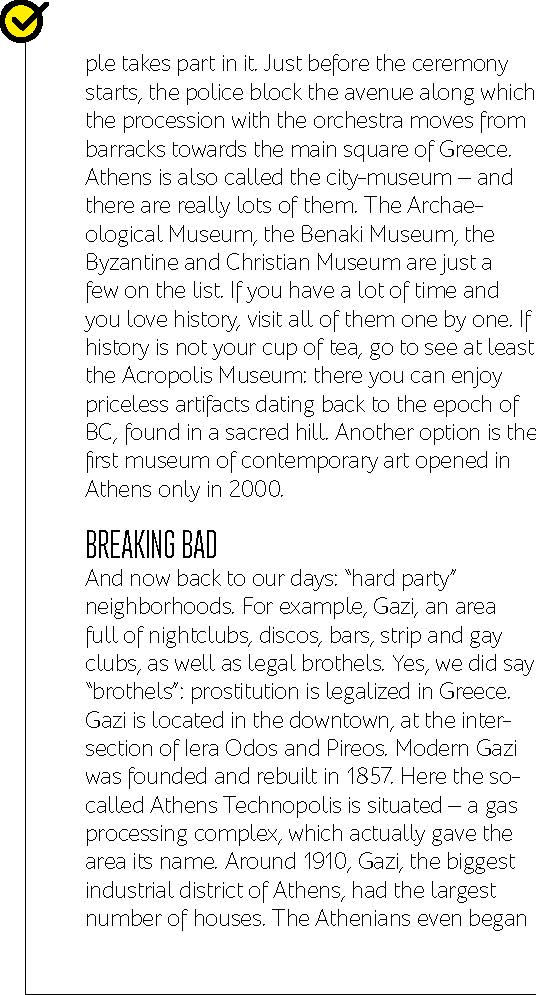 ple takes part in it. Just before the ceremony
starts, the police block the avenue along which
the procession with the orchestra moves from
barracks towards the main square of Greece.
Athens is also called the city-museum – and
there are really lots of them. The Archae-
ological Museum, the Benaki Museum, the
Byzantine and Christian Museum are just a
few on the list. If you have a lot of time and
you love history, visit all of them one by one. If
history is not your cup of tea, go to see at least
the Acropolis Museum: there you can enjoy
priceless artifacts dating back to the epoch of
BC, found in a sacred hill. Another option is the
first museum of contemporary art opened in
Athens only in 2000.
BREAKING BAD
And now back to our days: “hard party”
neighborhoods. For example, Gazi, an area
full of nightclubs, discos, bars, strip and gay
clubs, as well as legal brothels. Yes, we did say
“brothels”: prostitution is legalized in Greece.
Gazi is located in the downtown, at the inter-
section of Iera Odos and Pireos. Modern Gazi
was founded and rebuilt in 1857. Here the so-
called Athens Technopolis is situated – a gas
processing complex, which actually gave the
area its name. Around 1910, Gazi, the biggest
industrial district of Athens, had the largest
number of houses. The Athenians even began